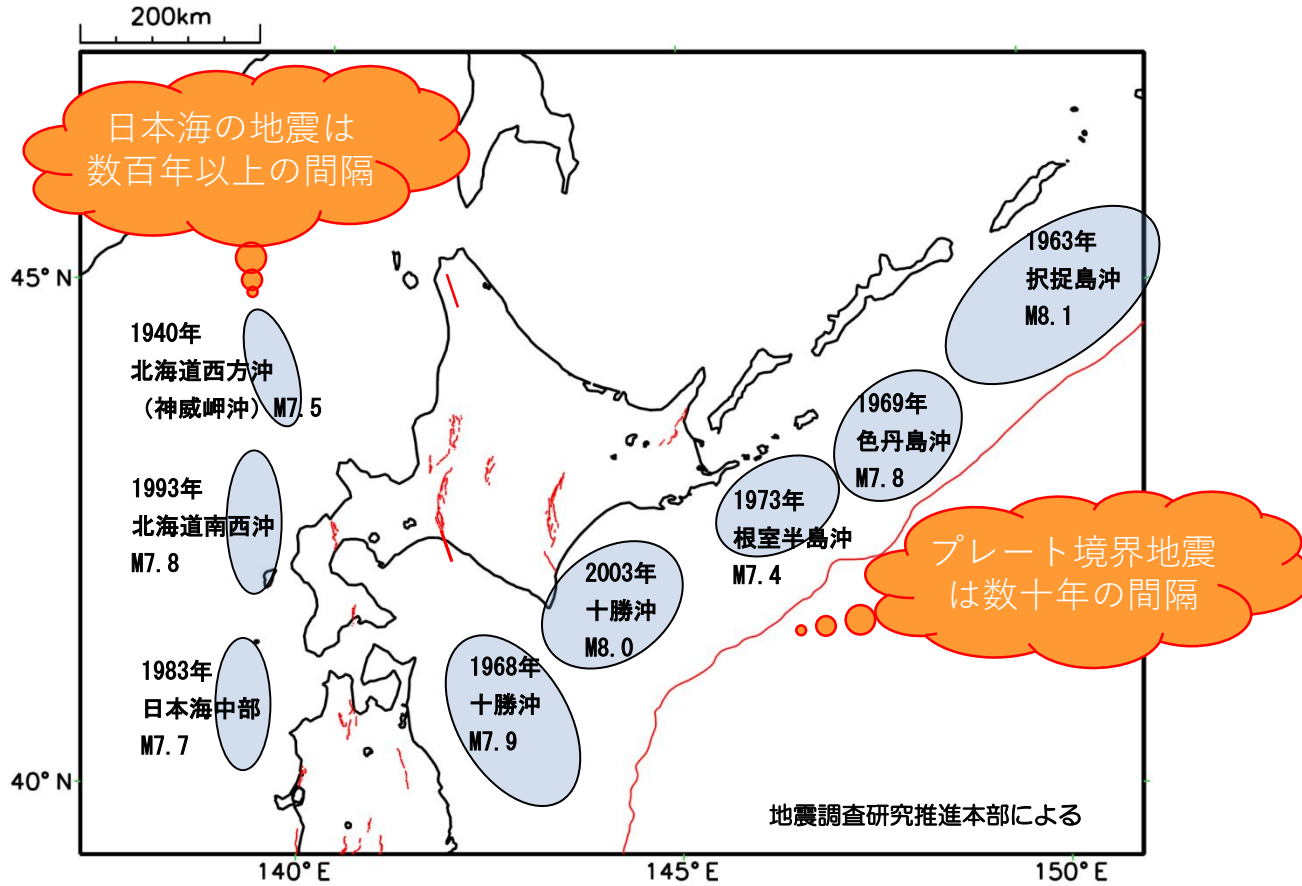 200km
日本海の地震は
数百年以上の間隔
45°N
1940年
北海道西方沖
（神威岬沖）M7.5
1993年
北海道南西沖
M7.8
1983年
日本海中部
M7.7
1963年
択捉島沖
M8.1
1969年
色丹島沖
M7.8
1973年
根室半島沖
M7.4
2003年
十勝沖
M8.0
1968年
十勝沖
M7.9
プレート境界地震
は数十年の間隔
40°N
地震調査研究推進本部による
140°E
145°E
150°E